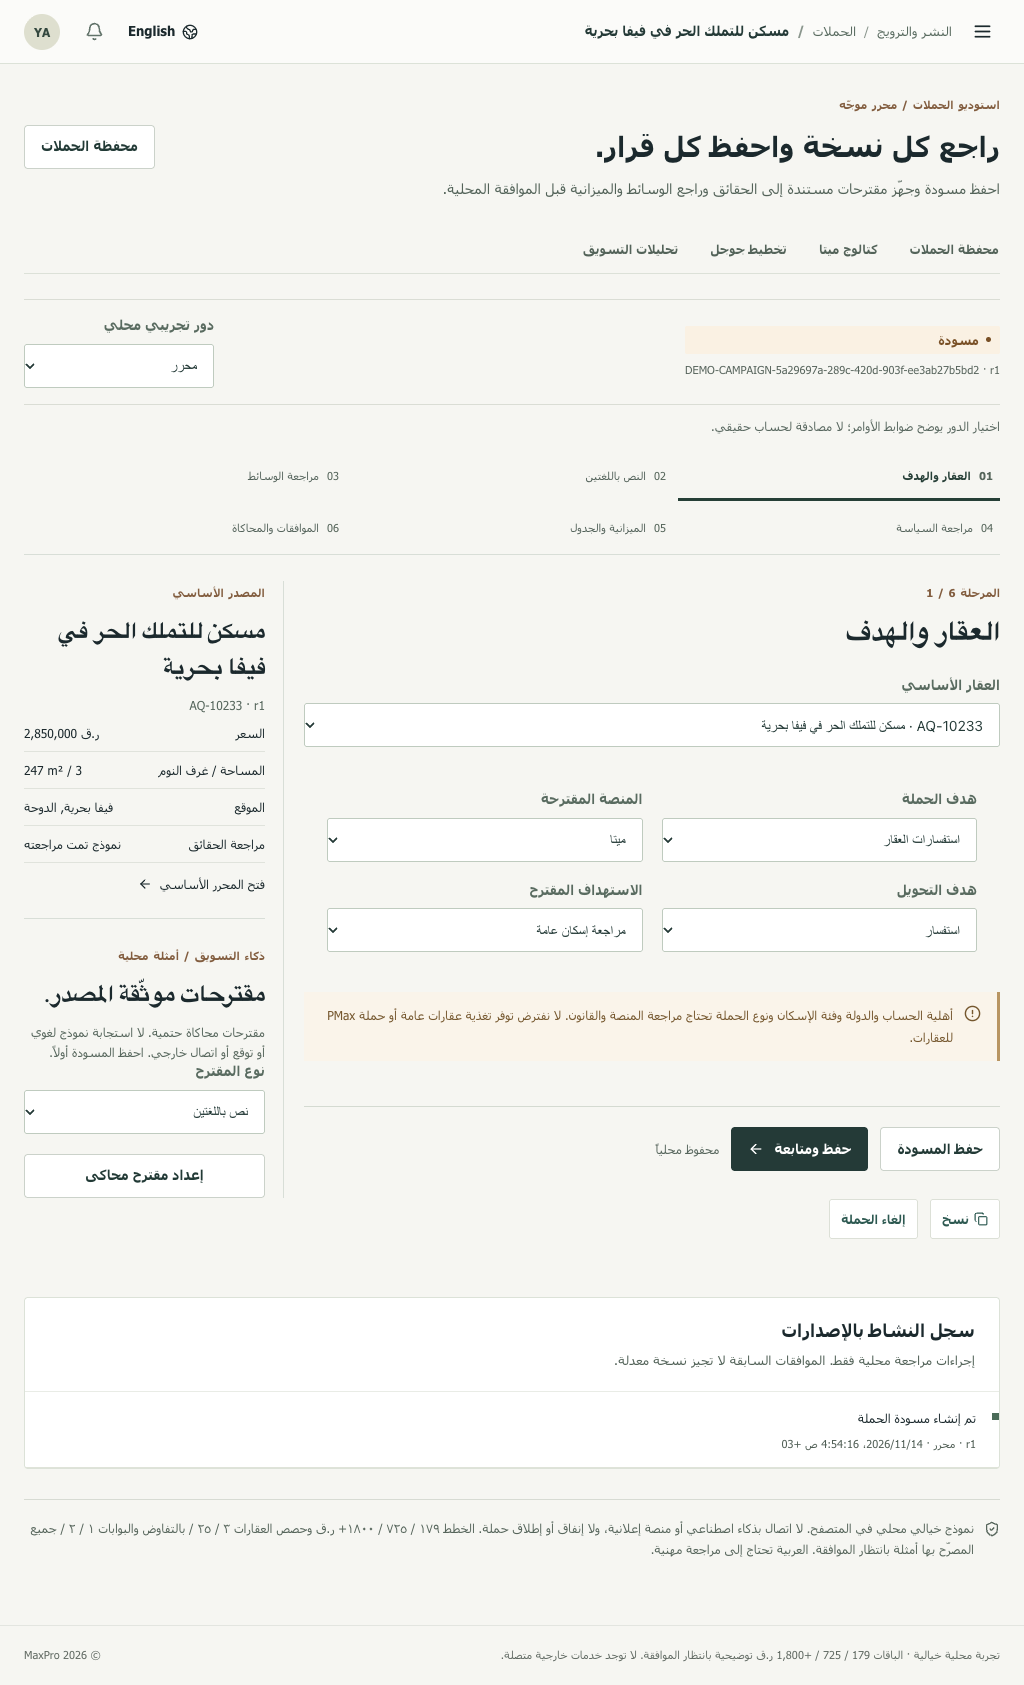 النشر والترويج / الحملات / مسكن للتملك الحر في فيفا بحرية
English
YA
استوديو الحملات / محرر موجّه
راجع كل نسخة واحفظ كل قرار.
محفظة الحملات
احفظ مسودة وجهّز مقترحات مستندة إلى الحقائق وراجع الوسائط والميزانية قبل الموافقة المحلية.
محفظة الحملات
كتالوج ميتا
تخطيط جوجل
تحليلات التسويق
• مسودة
DEMO-CAMPAIGN-5a29697a-289c-420d-903f-ee3ab27b5bd2 · r1
دور تجريبي محلي
محرر
اختيار الدور يوضح ضوابط الأوامر؛ لا مصادقة لحساب حقيقي.
01 العقار والهدف
02 النص باللغتين
03 مراجعة الوسائط
04 مراجعة السياسة
05 الميزانية والجدول
06 الموافقات والمحاكاة
المرحلة 6 / 1
العقار والهدف
العقار الأساسي
AQ-10233 · مسكن للتملك الحر في فيفا بحرية
هدف الحملة
استفسارات العقار
المنصة المقترحة
ميتا
هدف التحويل
استفسار
الاستهداف المقترح
مراجعة إسكان عامة
أهلية الحساب والدولة وفئة الإسكان ونوع الحملة تحتاج مراجعة المنصة والقانون. لا نفترض توفر تغذية عقارات عامة أو حملة PMax
للعقارات.
حفظ المسودة
حفظ ومتابعة
محفوظ محلياً
نسخ
إلغاء الحملة
المصدر الأساسي
مسكن للتملك الحر في
فيفا بحرية
AQ-10233 · r1
السعر
2,850,000 ر.ق
المساحة / غرف النوم
247 m² / 3
الموقع
فيفا بحرية, الدوحة
مراجعة الحقائق
نموذج تمت مراجعته
فتح المحرر الأساسي
ذكاء التسويق / أمثلة محلية
مقترحات موثّقة المصدر.
مقترحات محاكاة حتمية. لا استجابة نموذج لغوي
أو توقع أو اتصال خارجي. احفظ المسودة أولاً.
نوع المقترح
نص باللغتين
إعداد مقترح محاكى
سجل النشاط بالإصدارات
إجراءات مراجعة محلية فقط. الموافقات السابقة لا تجيز نسخة معدلة.
تم إنشاء مسودة الحملة
r1 · محرر · 2026/11/14، 4:54:16 ص +03
نموذج خيالي محلي في المتصفح. لا اتصال بذكاء اصطناعي أو منصة إعلانية، ولا إنفاق أو إطلاق حملة. الخطط ١٧٩ / ٧٢٥ / ١٨٠٠+ ر.ق وحصص العقارات ٣ / ٢٥ / بالتفاوض والبوابات ١ / ٢ / جميع
المصرّح بها أمثلة بانتظار الموافقة. العربية تحتاج إلى مراجعة مهنية.
تجربة محلية خيالية · الباقات 179 / 725 / +1,800 ر.ق توضيحية بانتظار الموافقة. لا توجد خدمات خارجية متصلة.
© 2026 MaxPro